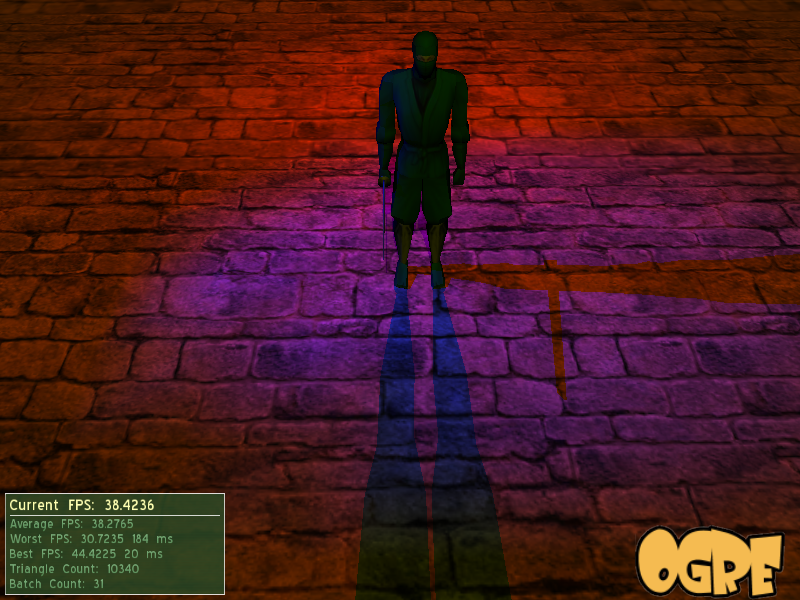 Current FPS: 38.4236
Average FPS: 38.2765
Worst FPS: 30.7235 184 ms
Best FPS: 44.4225 20 ms
Triangle Count: 10340
Batch Count: 31
OGRE